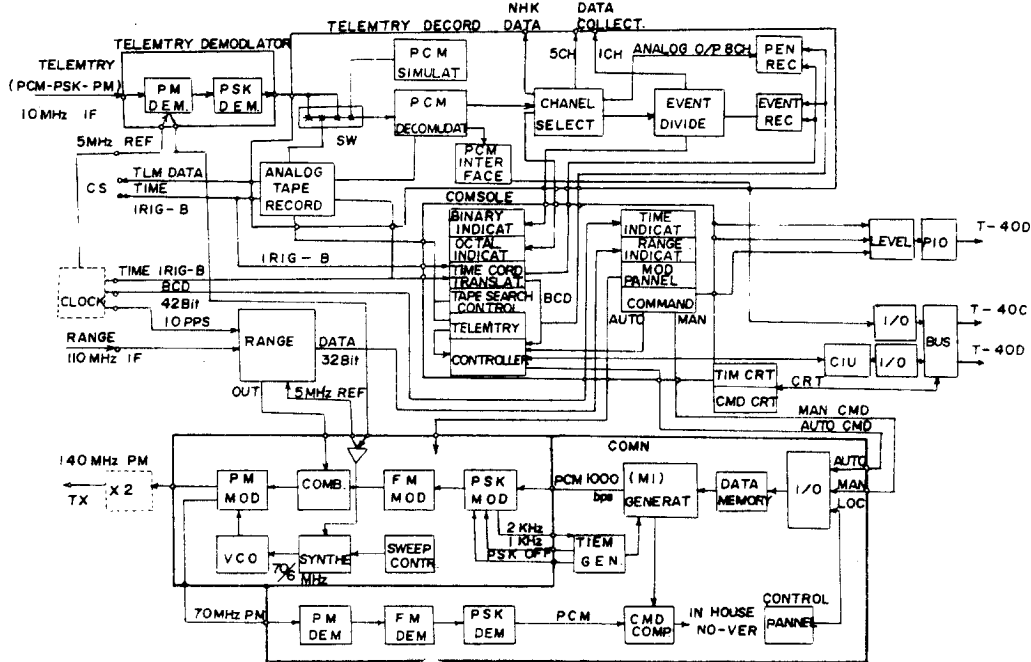 NHK DATA
DATA COLLECT.
TELEMTRY DECORD
TELEMTRY DEMODLATOR
TELEMTRY
(PCM-PSK-PM)
10MHz IF
PM DEM.
PSK DEM.
PCM SIMULAT
PCM DECOMUDAT
SW
5CH
1CH
ANALOG O/P 8CH
PEN REC
CHANEL SELECT
EVENT DIVIDE
EVENT REC
5MHz REF
PCM INTER FACE
CS
TLM DATA
TIME
IRIG-B
ANALOG TAPE RECORD
COMSOLE
BINARY INDICAT
OCTAL INDICAT
TIME CORD TRANSLAT.
TAPE SEARCH CONTROL
TELEMTRY
CONTROLLER
IRIG-B
BCD
TIME INDICAT
RANGE INDICAT
MOD PANNEL
COMMAND
AUTO
MAN
LEVEL
PIO
T-40D
CLOCK
TIME IRIG-B
BCD
42Bit
10PPS
RANGE
110MHz IF
RANGE
DATA
32Bit
OUT
5MHz REF
I/O
BUS
T-40C
CIU
I/O
T-40D
TIM CRT
CMD CRT
CRT
MAN CMD
AUTO CMD
COMN
140MHz PM
TX
X2
PM MOD
COMB.
FM MOD
PSK MOD
PCM 1000 bps
(M1) GENERAT
DATA MEMORY
I/O
AUTO
MAN
LOC
VCO
70/6 MHz
SYNTHE
SWEEP CONTR.
2KHz
1KHz
PSK OFF
TIEM GEN.
70MHz PM
PM DEM
FM DEM
PSK DEM
PCM
CMD COMP.
IN HOUSE
NO-VER
CONTROL
PANNEL